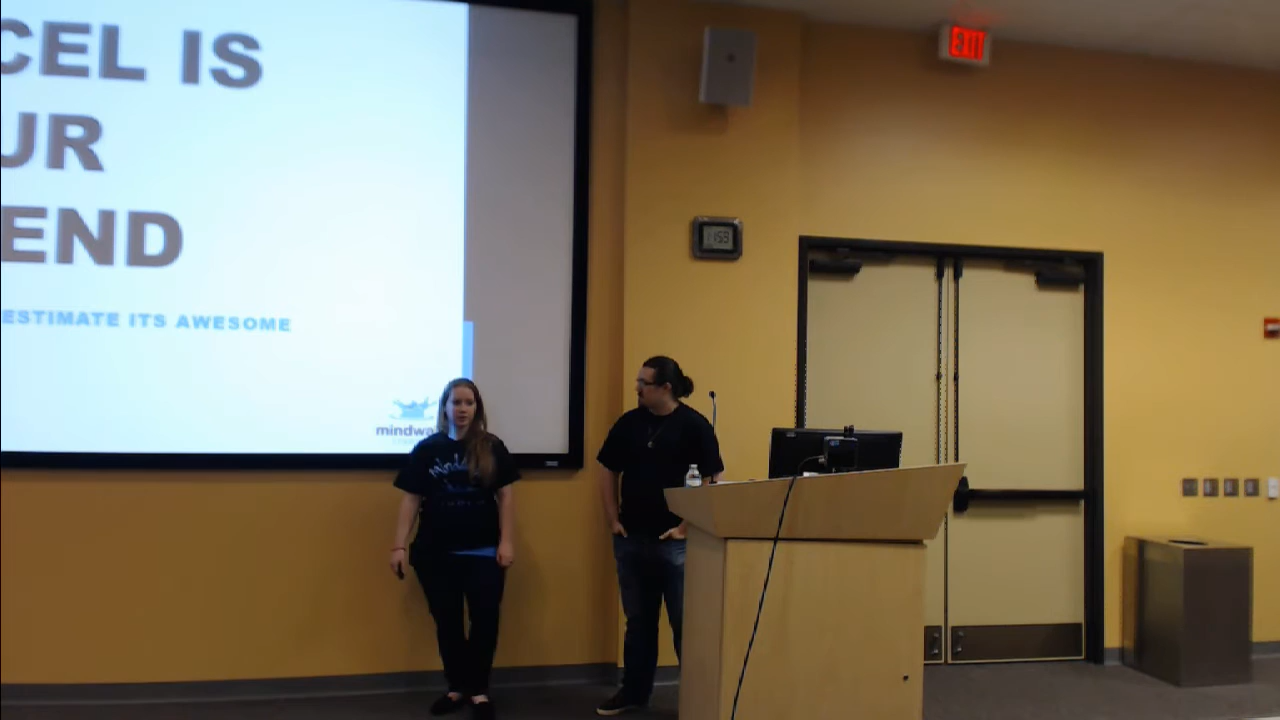 CEL IS
UR
END
ESTIMATE ITS AWESOME
mindwa
EXIT